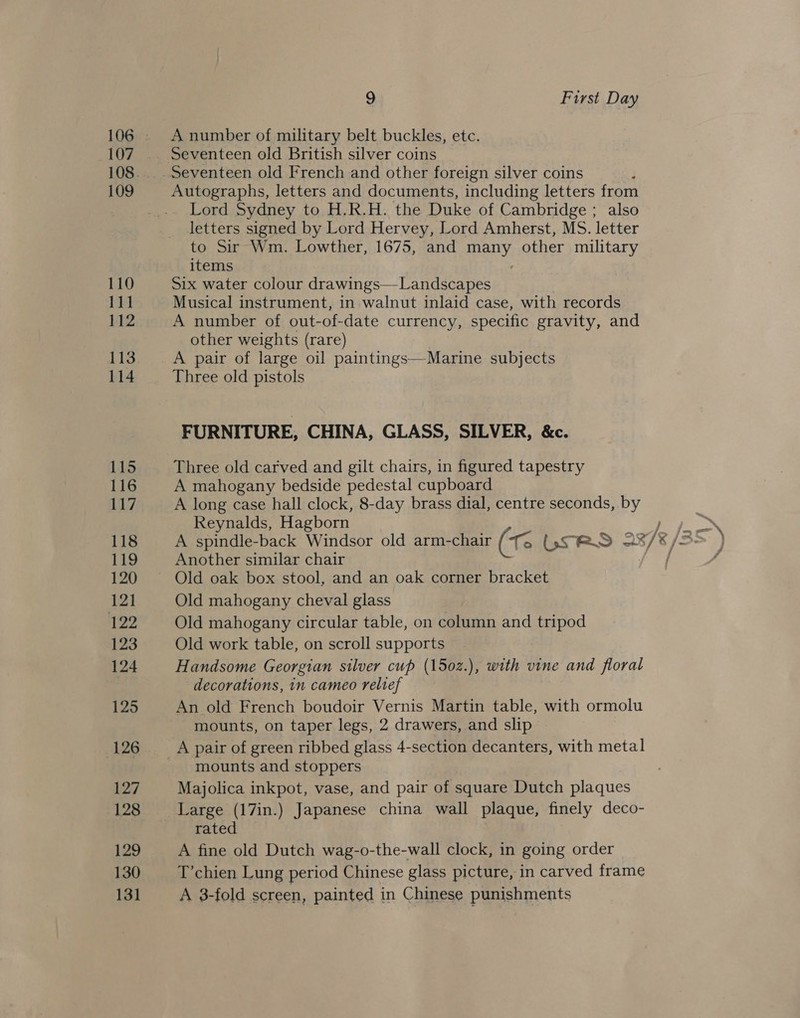 9 First Day
106 A number of military belt buckles, etc.
107 Seventeen old British silver coins
108 Seventeen old French and other foreign silver coins
109 Autographs, letters and documents, including letters from
Lord Sydney to H.R.H. the Duke of Cambridge ; also
letters signed by Lord Hervey, Lord Amherst, MS. letter
to Sir Wm. Lowther, 1675, and many other military
items
110 Six water colour drawings—Landscapes
111 Musical instrument, in walnut inlaid case, with records
112 A number of out-of-date currency, specific gravity, and
other weights (rare)
113 A pair of large oil paintings—Marine subjects
114 Three old pistols
FURNITURE, CHINA, GLASS, SILVER, &c.
115 Three old carved and gilt chairs, in figured tapestry
116 A mahogany bedside pedestal cupboard
117 A long case hall clock, 8-day brass dial, centre seconds, by
Reynalds, Hagborn
118 A spindle-back Windsor old arm-chair (To 28/8/35)
119 Another similar chair
120 Old oak box stool, and an oak corner bracket
121 Old mahogany cheval glass
122 Old mahogany circular table, on column and tripod
123 Old work table, on scroll supports
124 Handsome Georgian silver cup (15oz.), with vine and floral
decorations, in cameo relief
125 An old French boudoir Vernis Martin table, with ormolu
mounts, on taper legs, 2 drawers, and slip
126 A pair of green ribbed glass 4-section decanters, with metal
mounts and stoppers
127 Majolica inkpot, vase, and pair of square Dutch plaques
128 Large (17in.) Japanese china wall plaque, finely deco-
rated
129 A fine old Dutch wag-o-the-wall clock, in going order
130 T'chien Lung period Chinese glass picture, in carved frame
131 A 3-fold screen, painted in Chinese punishments